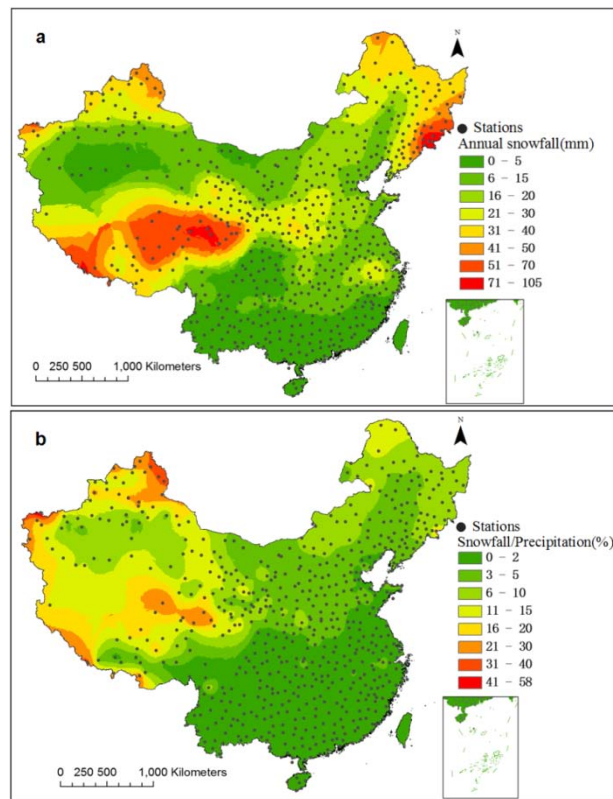 a
N
Stations
Annual snowfall(mm)
0 – 5
6 – 15
16 – 20
21 – 30
31 – 40
41 – 50
51 – 70
71 – 105
0 250 500 1,000 Kilometers
b
N
Stations
Snowfall/Precipitation(%)
0 – 2
3 – 5
6 – 10
11 – 15
16 – 20
21 – 30
31 – 40
41 – 58
0 250 500 1,000 Kilometers